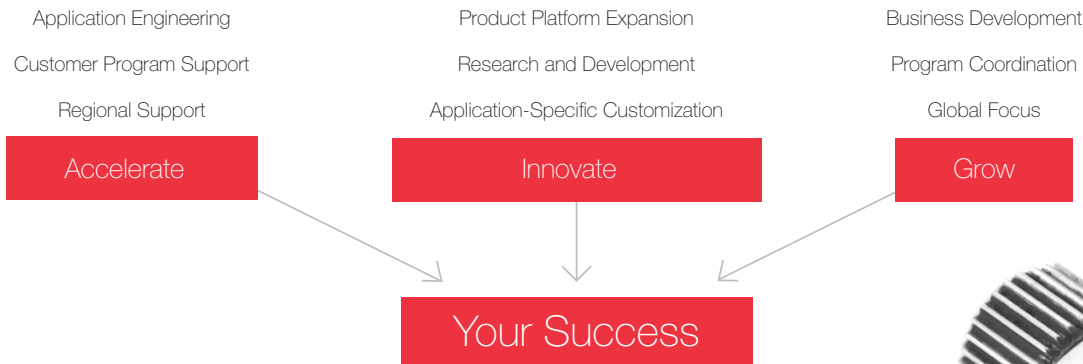 Application Engineering
Customer Program Support
Regional Support
Accelerate
Product Platform Expansion
Research and Development
Application-Specific Customization
Innovate
Business Development
Program Coordination
Global Focus
Grow
Your Success